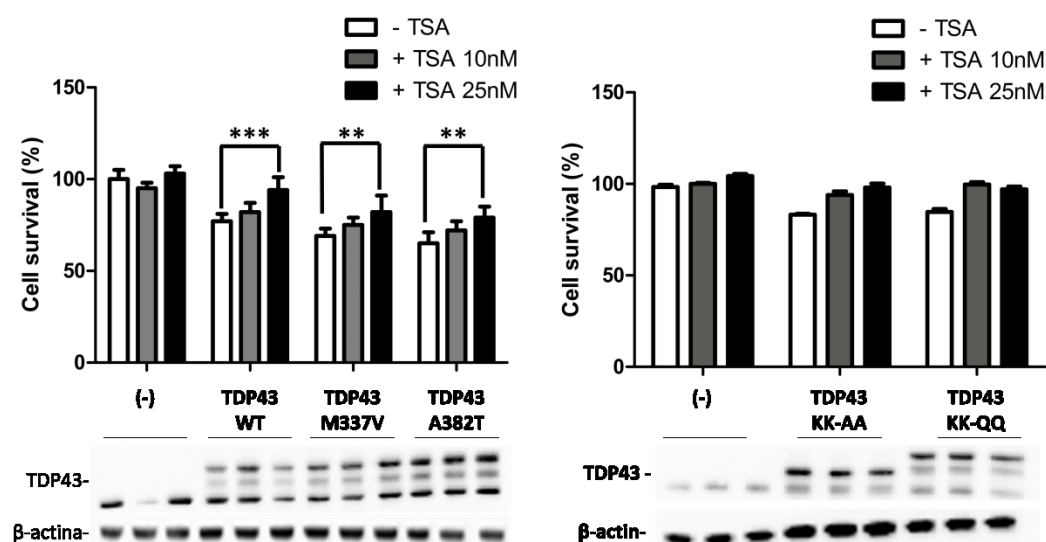 - TSA
+ TSA 10nM
+ TSA 25nM
150
100
50
0
Cell survival (%)
***
**
**
(-)
TDP43 WT
TDP43 M337V
TDP43 A382T
TDP43-
β-actina-
- TSA
+ TSA 10nM
+ TSA 25nM
150
100
50
0
Cell survival (%)
(-)
TDP43 KK-AA
TDP43 KK-QQ
TDP43 -
β-actin-